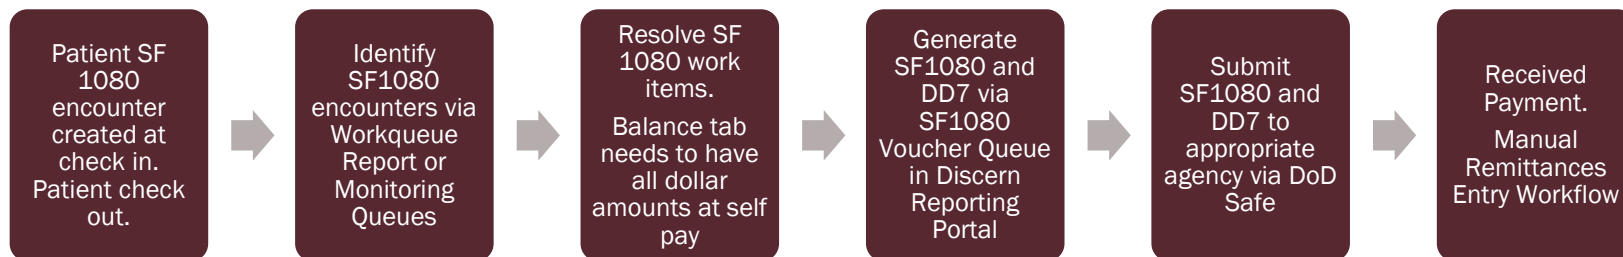 Patient SF
1080
encounter
created at
check in.
Patient check
out.
Identify
SF1080
encounters via
Workqueue
Report or
Monitoring
Queues
Resolve SF
1080 work
items.
Balance tab
needs to have
all dollar
amounts at self
pay
Generate
SF1080 and
DD7 via
SF1080
Voucher Queue
in Discern
Reporting
Portal
Submit
SF1080 and
DD7 to
appropriate
agency via DoD
Safe
Received
Payment.
Manual
Remittances
Entry Workflow